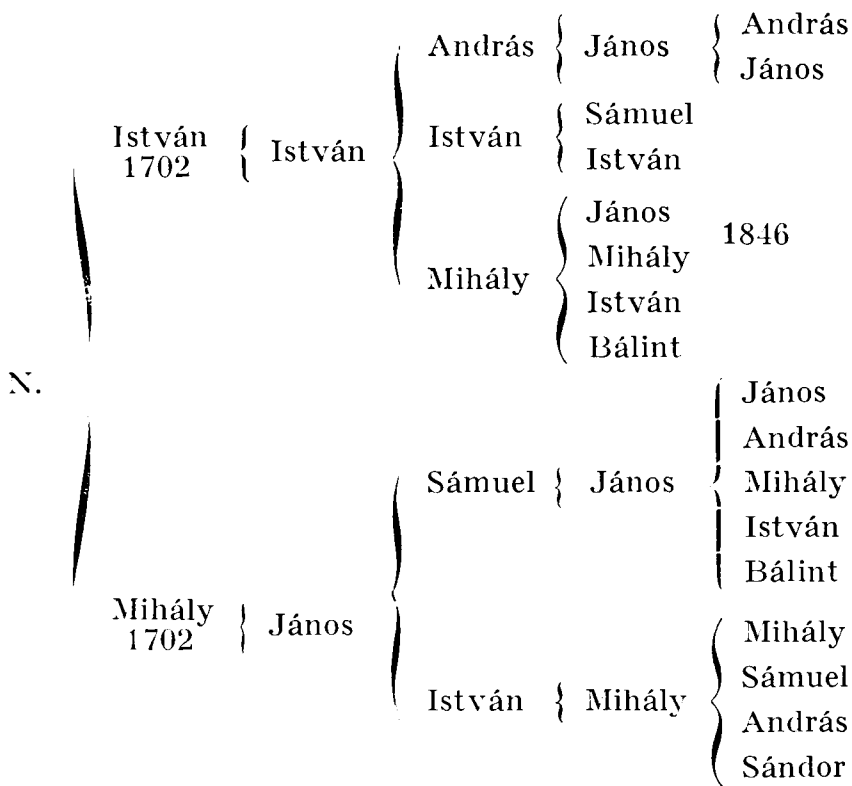 András János András
János
István István István Sámuel
1702 István
János
1846
Mihály Mihály
István
Bálint
N.
János
András
Sámuel János Mihály
István
Bálint
Mihály János Mihály
1702 Sámuel
István Mihály András
Sándor